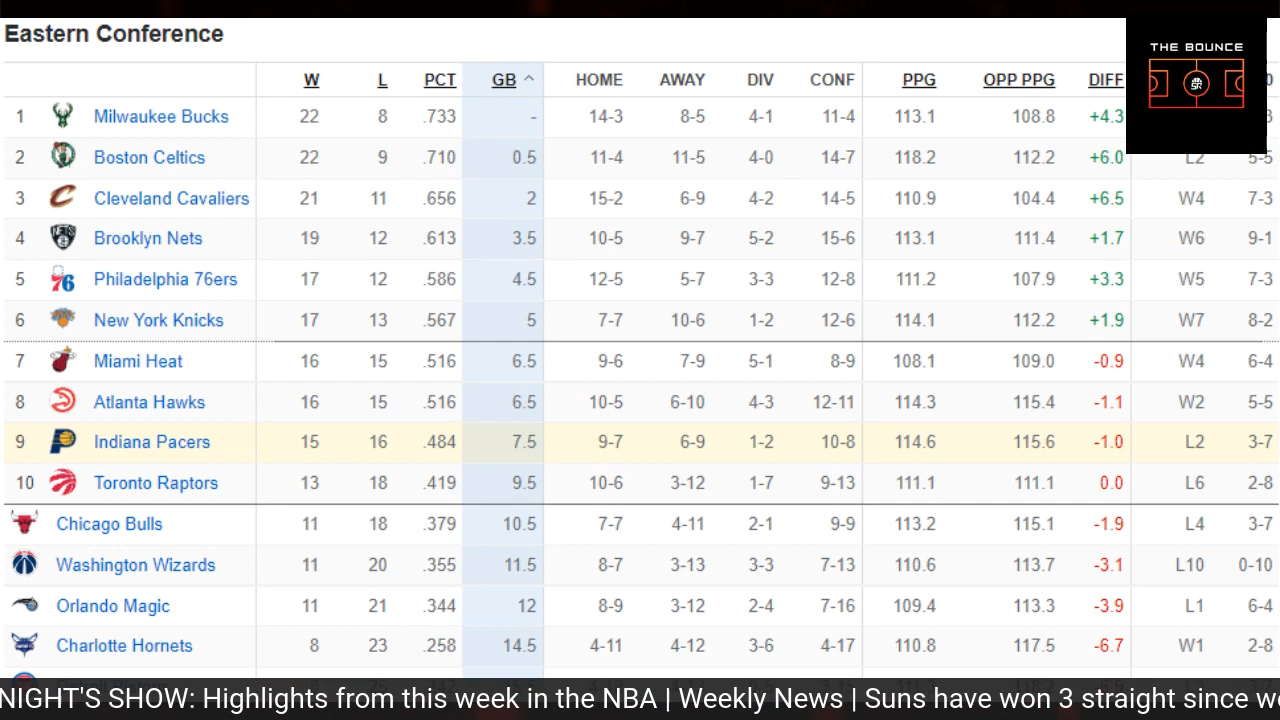 Eastern Conference
THE BOUNCE
W L PCT GB HOME AWAY DIV CONF PPG OPP PPG DIFF
1 Milwaukee Bucks 22 8 .733 - 14-3 8-5 4-1 11-4 113.1 108.8 +4.3
2 Boston Celtics 22 9 .710 0.5 11-4 11-5 4-0 14-7 118.2 112.2 +6.0 L2 5-5
3 Cleveland Cavaliers 21 11 .656 2 15-2 6-9 4-2 14-5 110.9 104.4 +6.5 W4 7-3
4 Brooklyn Nets 19 12 .613 3.5 10-5 9-7 5-2 15-6 113.1 111.4 +1.7 W6 9-1
5 Philadelphia 76ers 17 12 .586 4.5 12-5 5-7 3-3 12-8 111.2 107.9 +3.3 W5 7-3
6 New York Knicks 17 13 .567 5 7-7 10-6 1-2 12-6 114.1 112.2 +1.9 W7 8-2
7 Miami Heat 16 15 .516 6.5 9-6 7-9 5-1 8-9 108.1 109.0 -0.9 W4 6-4
8 Atlanta Hawks 16 15 .516 6.5 10-5 6-10 4-3 12-11 114.3 115.4 -1.1 W2 5-5
9 Indiana Pacers 15 16 .484 7.5 9-7 6-9 1-2 10-8 114.6 115.6 -1.0 L2 3-7
10 Toronto Raptors 13 18 .419 9.5 10-6 3-12 1-7 9-13 111.1 111.1 0.0 L6 2-8
Chicago Bulls 11 18 .379 10.5 7-7 4-11 2-1 9-9 113.2 115.1 -1.9 L4 3-7
Washington Wizards 11 20 .355 11.5 8-7 3-13 3-3 7-13 110.6 113.7 -3.1 L10 0-10
Orlando Magic 11 21 .344 12 8-9 3-12 2-4 7-16 109.4 113.3 -3.9 L1 6-4
Charlotte Hornets 8 23 .258 14.5 4-11 4-12 3-6 4-17 110.8 117.5 -6.7 W1 2-8
NIGHT'S SHOW: Highlights from this week in the NBA | Weekly News | Suns have won 3 straight since